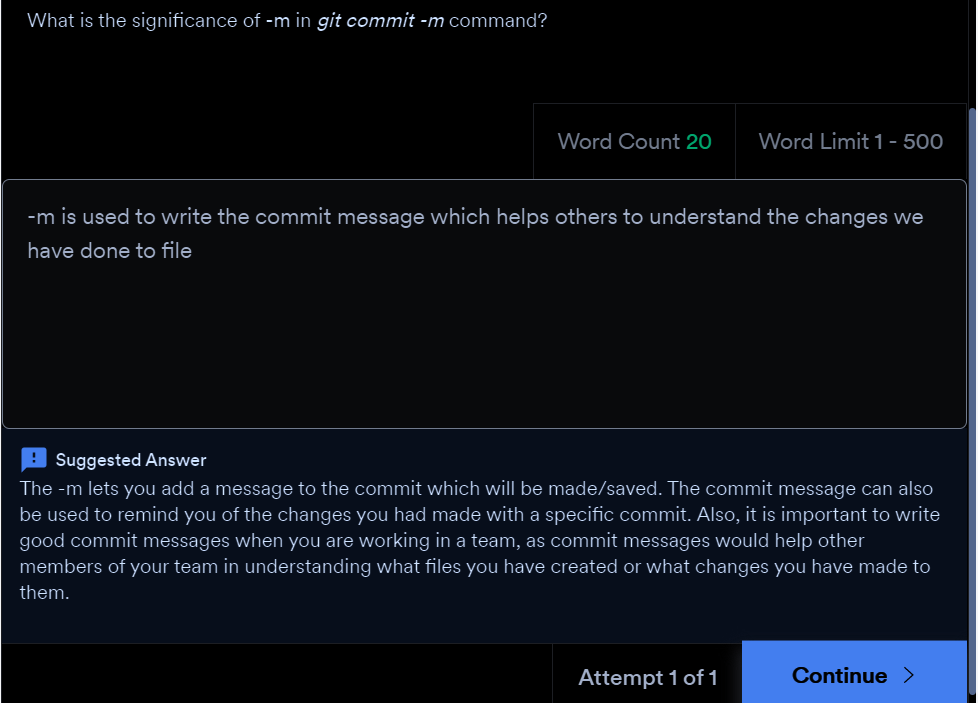 What is the significance of -m in git commit -m command?
Word Count 20
Word Limit 1 - 500
-m is used to write the commit message which helps others to understand the changes we
have done to file
Suggested Answer
The -m lets you add a message to the commit which will be made/saved. The commit message can also
be used to remind you of the changes you had made with a specific commit. Also, it is important to write
good commit messages when you are working in a team, as commit messages would help other
members of your team in understanding what files you have created or what changes you have made to
them.
Attempt 1 of 1
Continue